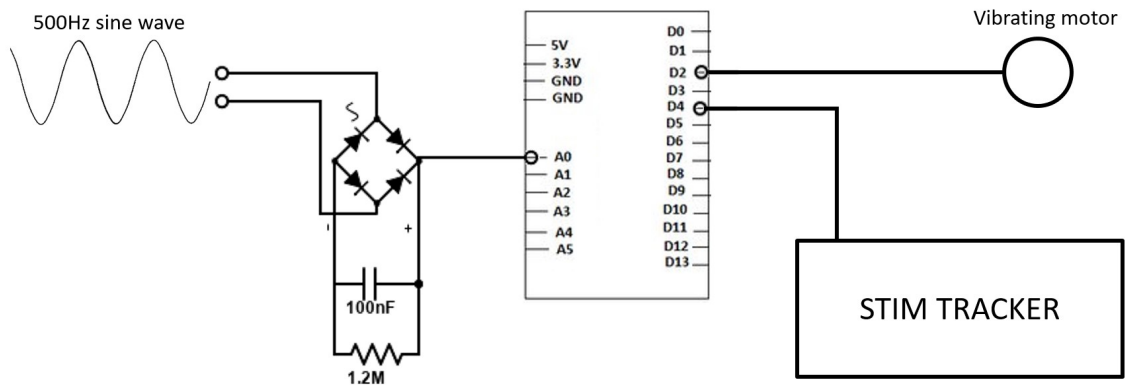 500Hz sine wave
S
-
+
100nF
1.2M
5V
3.3V
GND
GND
A0
A1
A2
A3
A4
A5
D0
D1
D2
D3
D4
D5
D6
D7
D8
D9
D10
D11
D12
D13
Vibrating motor
STIM TRACKER